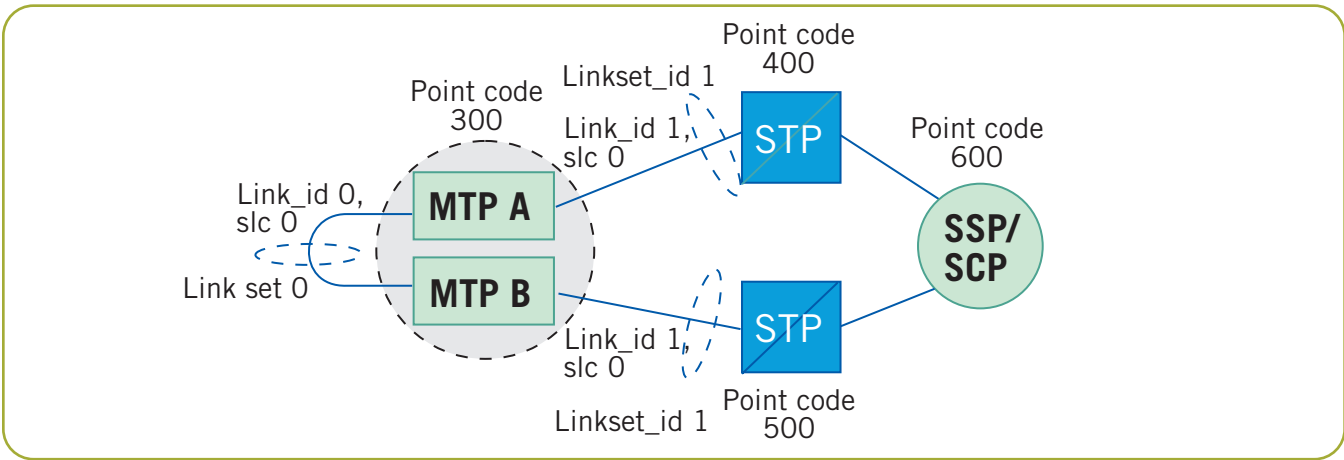 Point code
400
Linkset_id 1
Point code
300
Link_id 1,
slc 0
STP
Point code
600
Link_id 0,
slc 0
MTP A
SSP/
SCP
Link set 0
MTP B
STP
Link_id 1,
slc 0
Linkset_id 1
Point code
500